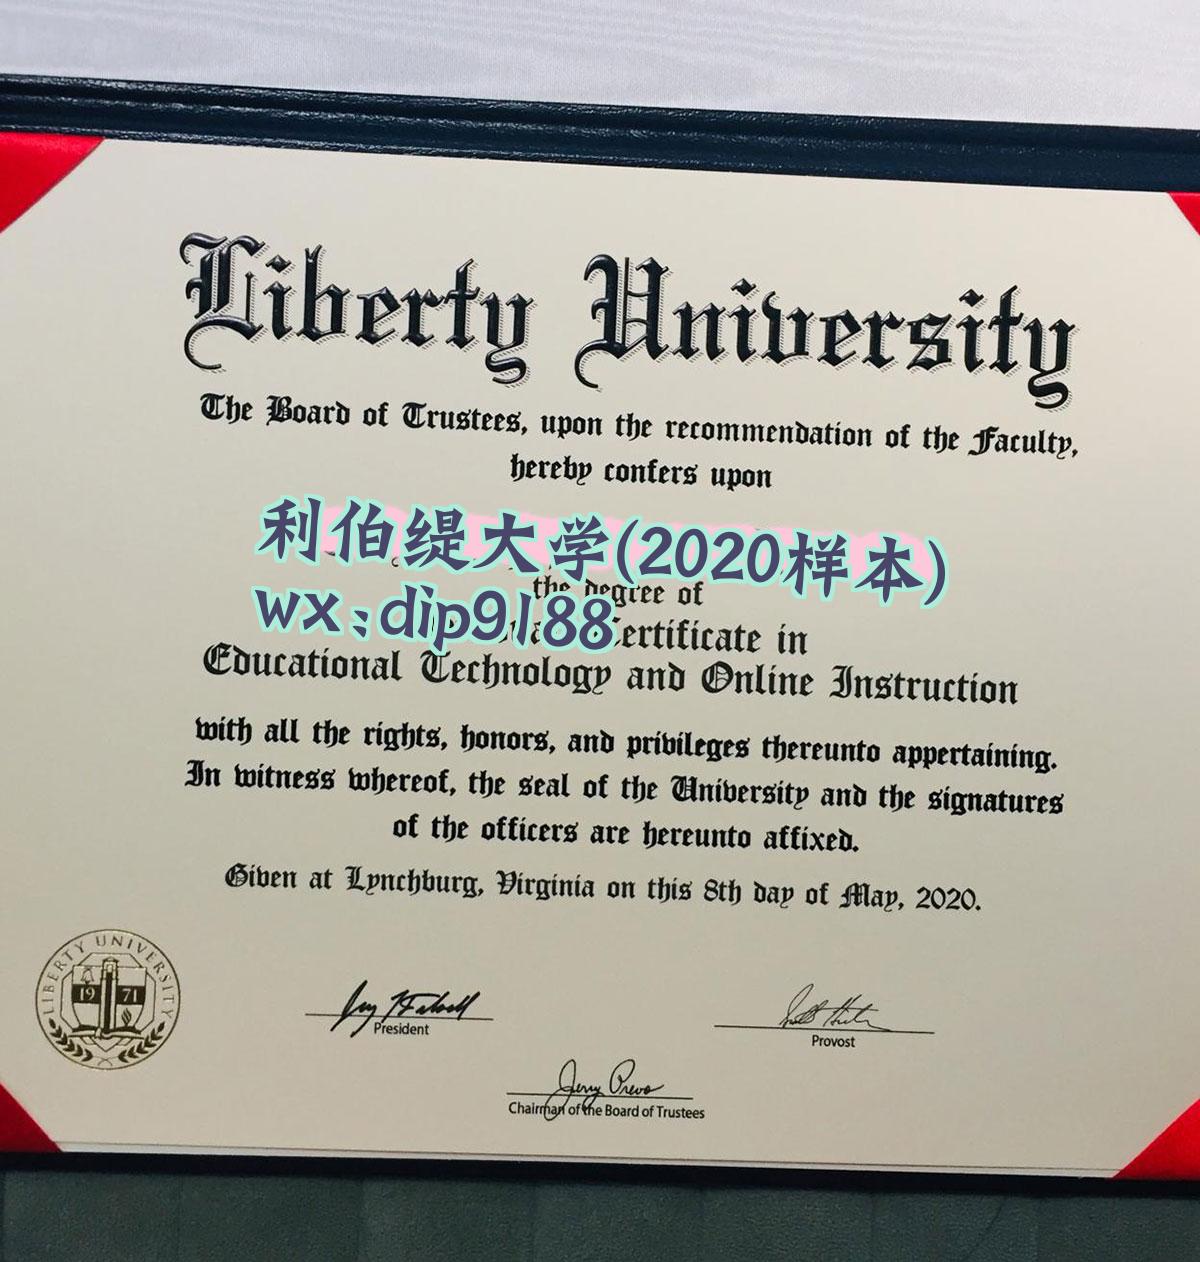 Liberty University
The Board of Trustees, upon the recommendation of the Faculty,
hereby confers upon
利伯缇大学(2020样本)
the degree of
wx:dip9188
Certificate in
Educational Technology and Online Instruction
with all the rights, honors, and privileges thereunto appertaining.
In witness whereof, the seal of the University and the signatures
of the officers are hereunto affixed.
Given at Lynchburg, Virginia on this 8th day of May, 2020.
LIBERTY UNIVERSITY
19 71
President
Provost
Jerry Prevo
Chairman of the Board of Trustees